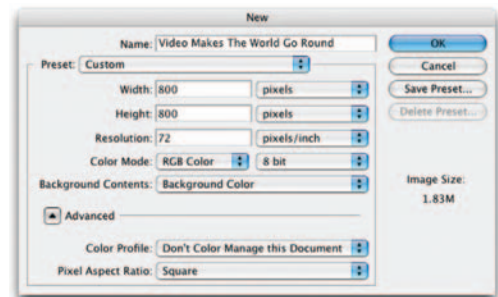 New
Name: Video Makes The World Go Round
OK
Preset: Custom
Cancel
Width: 800 pixels
Save Preset...
Height: 800 pixels
Delete Preset...
Resolution: 72 pixels/inch
Color Mode: RGB Color 8 bit
Background Contents: Background Color
Image Size:
1.83M
Advanced
Color Profile: Don't Color Manage this Document
Pixel Aspect Ratio: Square